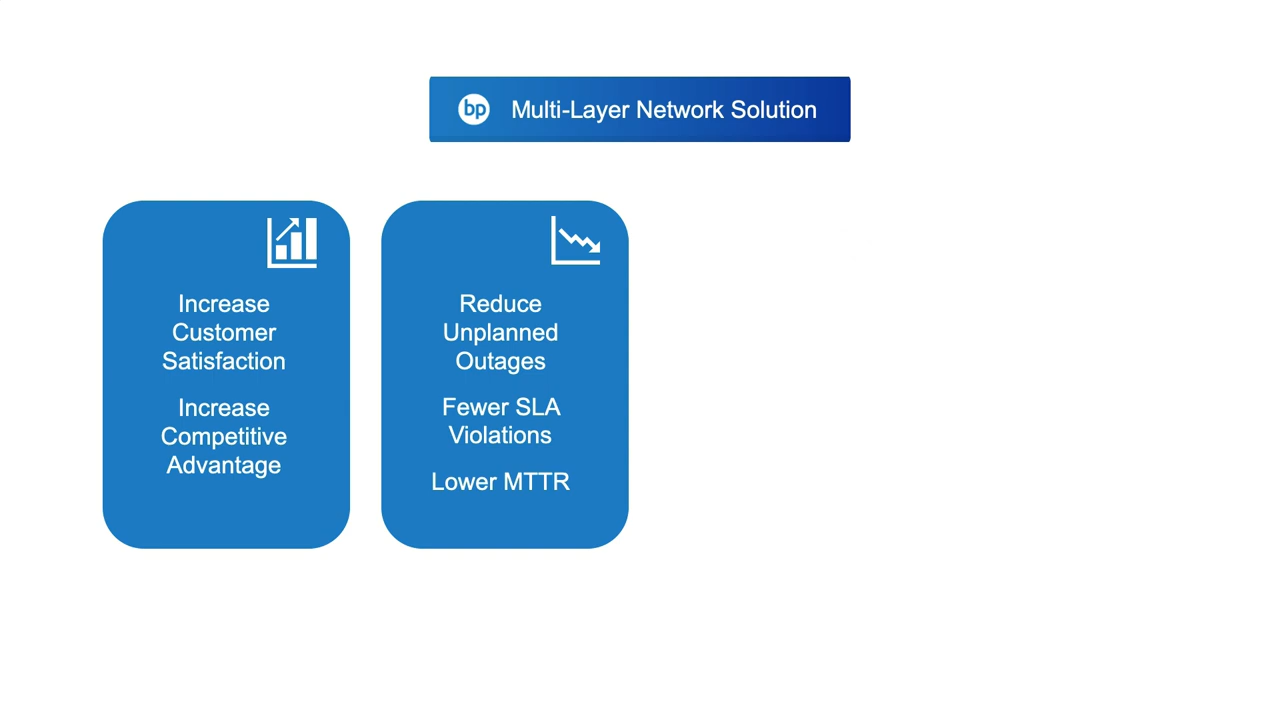 bp Multi-Layer Network Solution
Increase
Customer
Satisfaction
Increase
Competitive
Advantage
Reduce
Unplanned
Outages
Fewer SLA
Violations
Lower MTTR